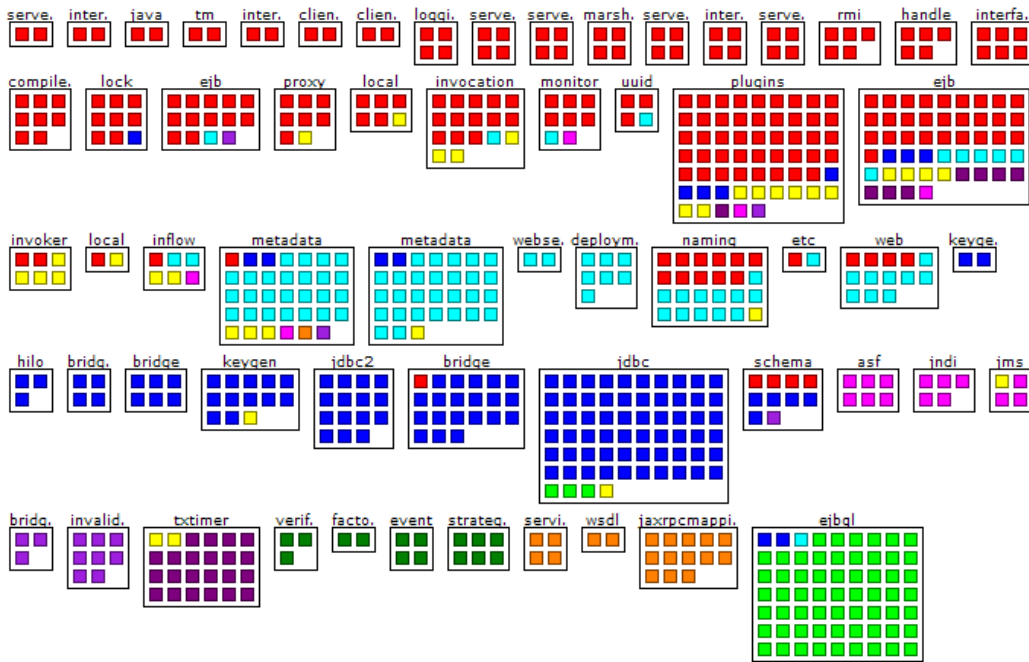 serve. inter. java tm inter. clien. clien. loggi. serve. serve. marsh. serve. inter. serve. rmi handle interfa.
compile. lock ejb proxy local invocation monitor uuid plugins ejb
invoker local inflow metadata metadata webse. deploym. naming etc web keyge.
hilo bridg. bridge keygen jdbc2 bridge jdbc schema asf jndi jms
bridg. invalid. txtimer verif. facto. event strateg. servi. wsdl jaxrpcmappi. ejbql